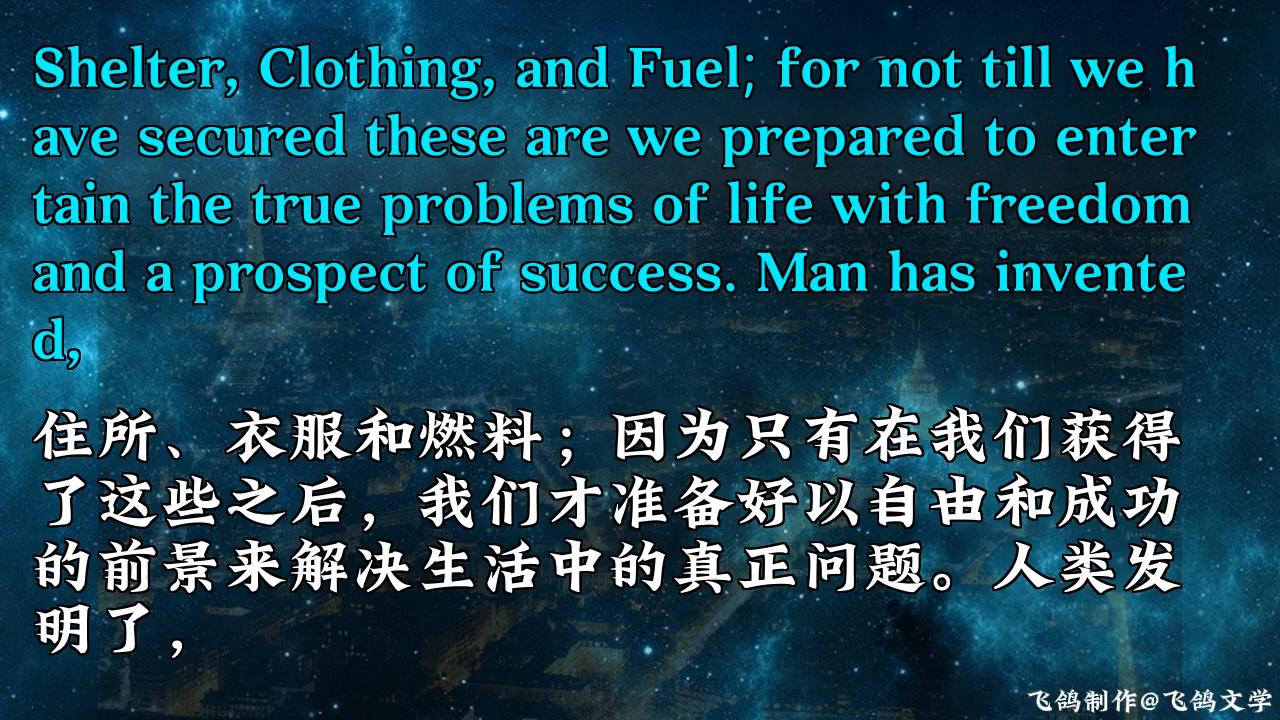 Shelter, Clothing, and Fuel; for not till we h
ave secured these are we prepared to enter
tain the true problems of life with freedom
and a prospect of success. Man has invente
d,
住所、衣服和燃料；因为只有在我们获得
了这些之后，我们才准备好以自由和成功
的前景来解决生活中的真正问题。人类发
明了，
飞鸽制作@飞鸽文学